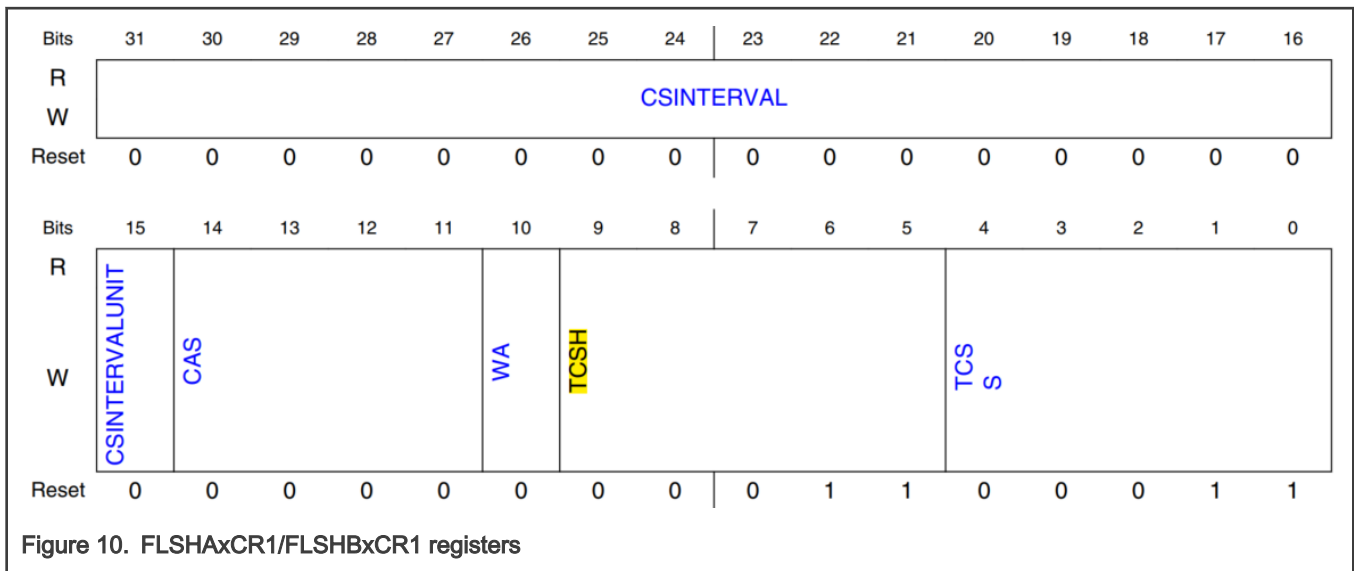 Bits 31 30 29 28 27 26 25 24 23 22 21 20 19 18 17 16
R
CSINTERVAL
W
Reset 0 0 0 0 0 0 0 0 0 0 0 0 0 0 0 0
Bits 15 14 13 12 11 10 9 8 7 6 5 4 3 2 1 0
R
W
CSINTERVALUNIT
CAS
WA
TCSH
TCS
S
Reset 0 0 0 0 0 0 0 0 0 1 1 0 0 0 1 1
Figure 10. FLSHAxCR1/FLSHBxCR1 registers